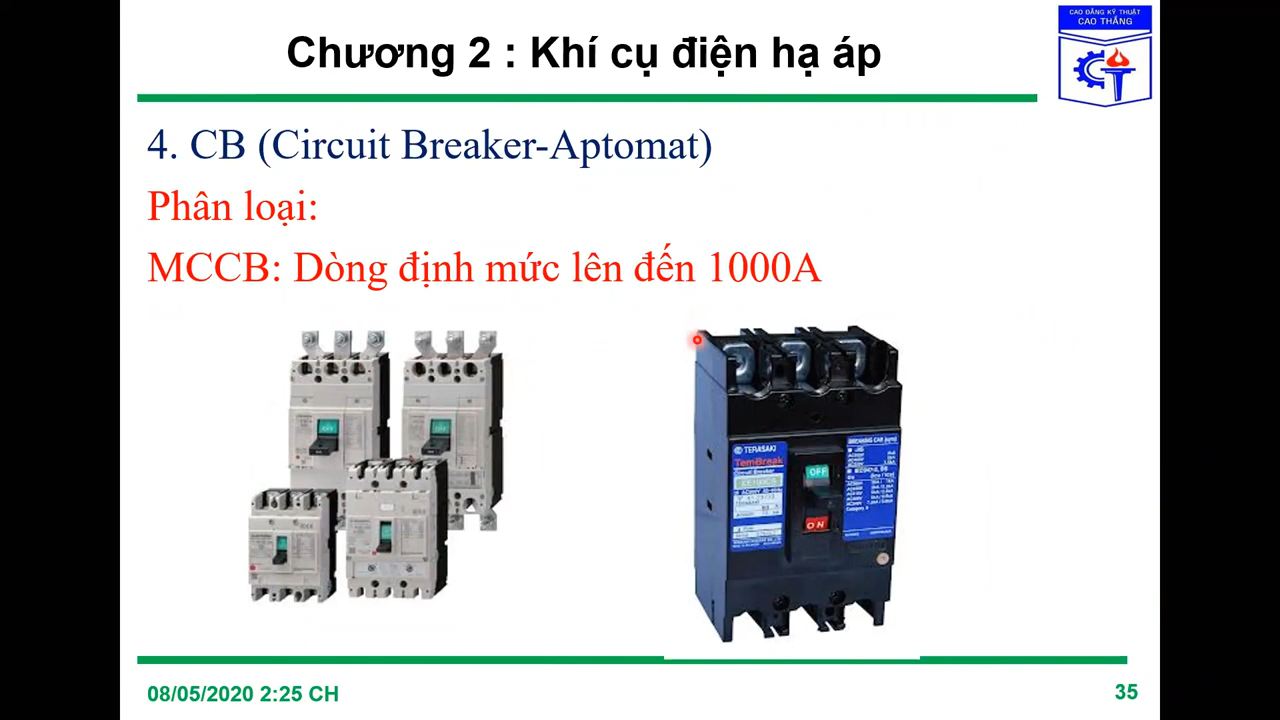 Chương 2 : Khí cụ điện hạ áp
CAO ĐẲNG KỸ THUẬT
CAO THẮNG
4. CB (Circuit Breaker-Aptomat)
Phân loại:
MCCB: Dòng định mức lên đến 1000A
TERASAKI
TemBreak
Circuit Breaker
OFF
ON
08/05/2020 2:25 CH
35